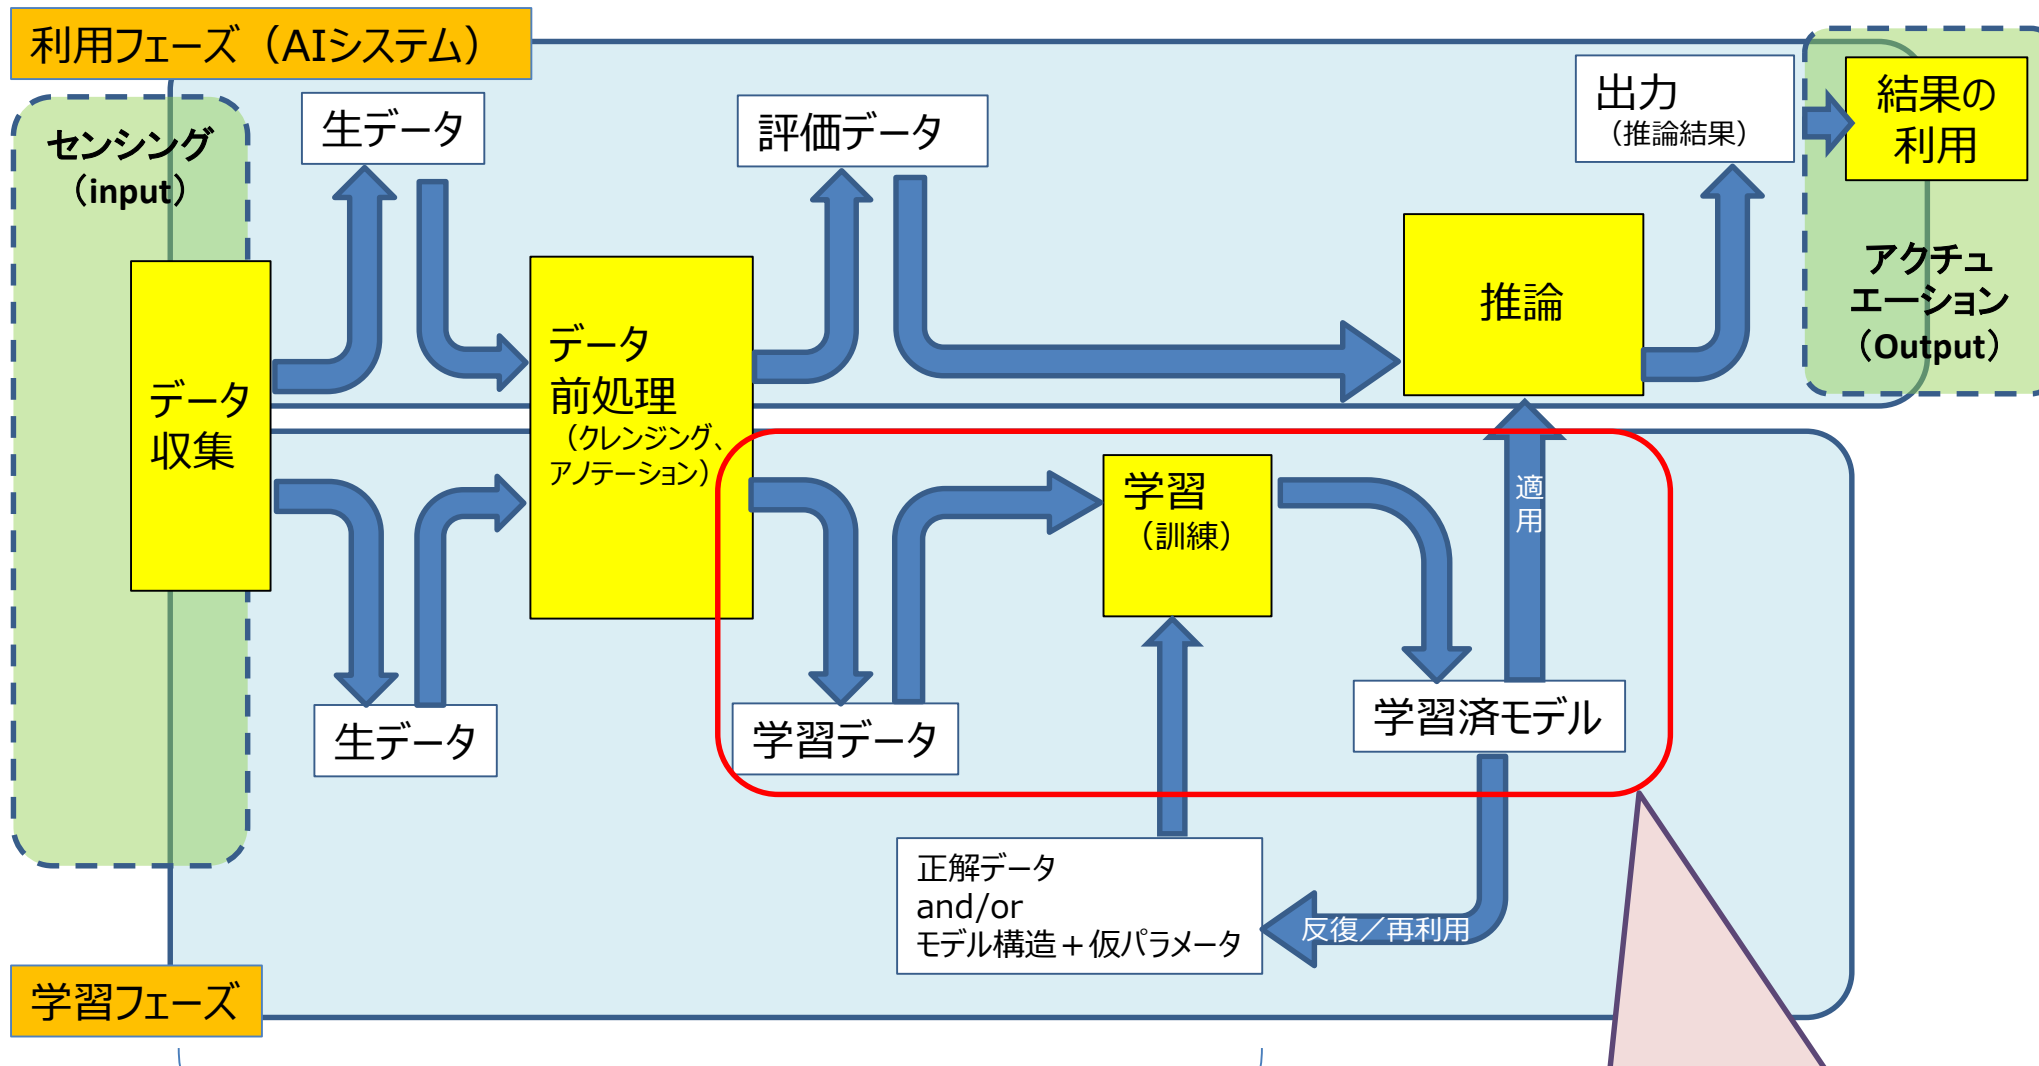 利用フェーズ（AIシステム）
センシング
（input）
生データ
評価データ
出力
（推論結果）
結果の
利用
アクチュ
エーション
（Output）
データ
収集
データ
前処理
（クレンジング、
アノテーション）
推論
適
用
学習
（訓練）
生データ
学習データ
学習済モデル
正解データ
and/or
モデル構造＋仮パラメータ
反復／再利用
学習フェーズ